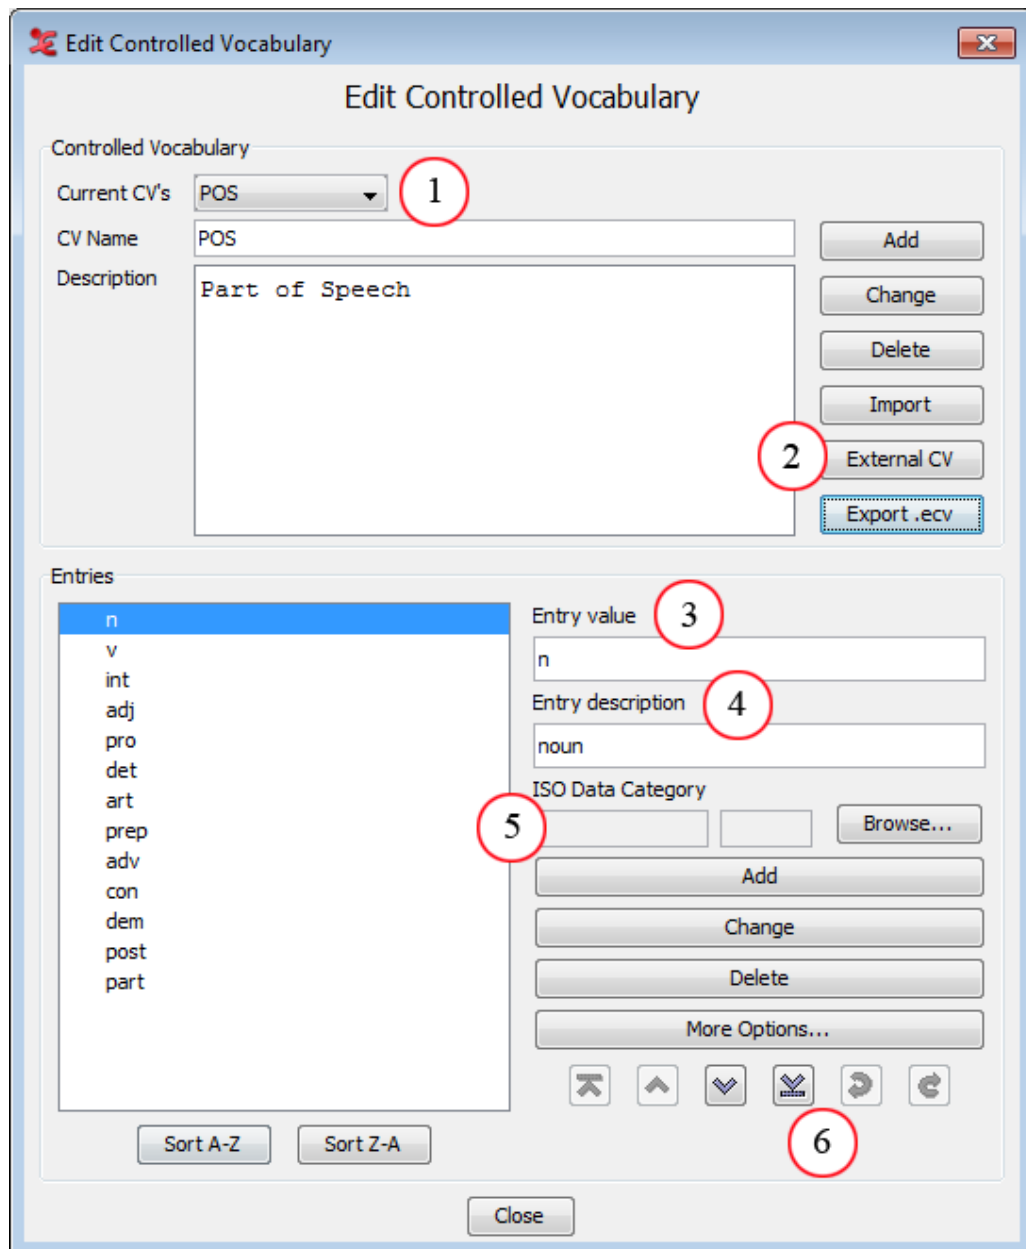 Edit Controlled Vocabulary
Edit Controlled Vocabulary
Controlled Vocabulary
Current CV's POS 1
CV Name POS Add
Description Part of Speech Change
Delete
Import
2 External CV
Export .ecv
Entries
n
v
int
adj
pro
det
art
prep
adv
con
dem
post
part
Sort A-Z Sort Z-A
Entry value 3
n
Entry description 4
noun
ISO Data Category
5 Browse...
Add
Change
Delete
More Options...
6
Close